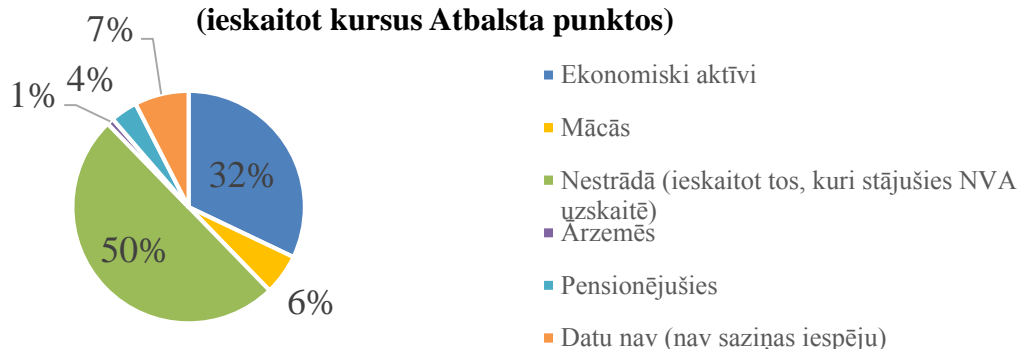 (ieskaitot kursus Atbalsta punktos)
7%
4%
1%
32%
50%
6%
Ekonomiski aktīvi
Mācās
Nestrādā (ieskaitot tos, kuri stājušies NVA
uzskaitē)
Ārzemēs
Pensionējušies
Datu nav (nav saziņas iespēju)